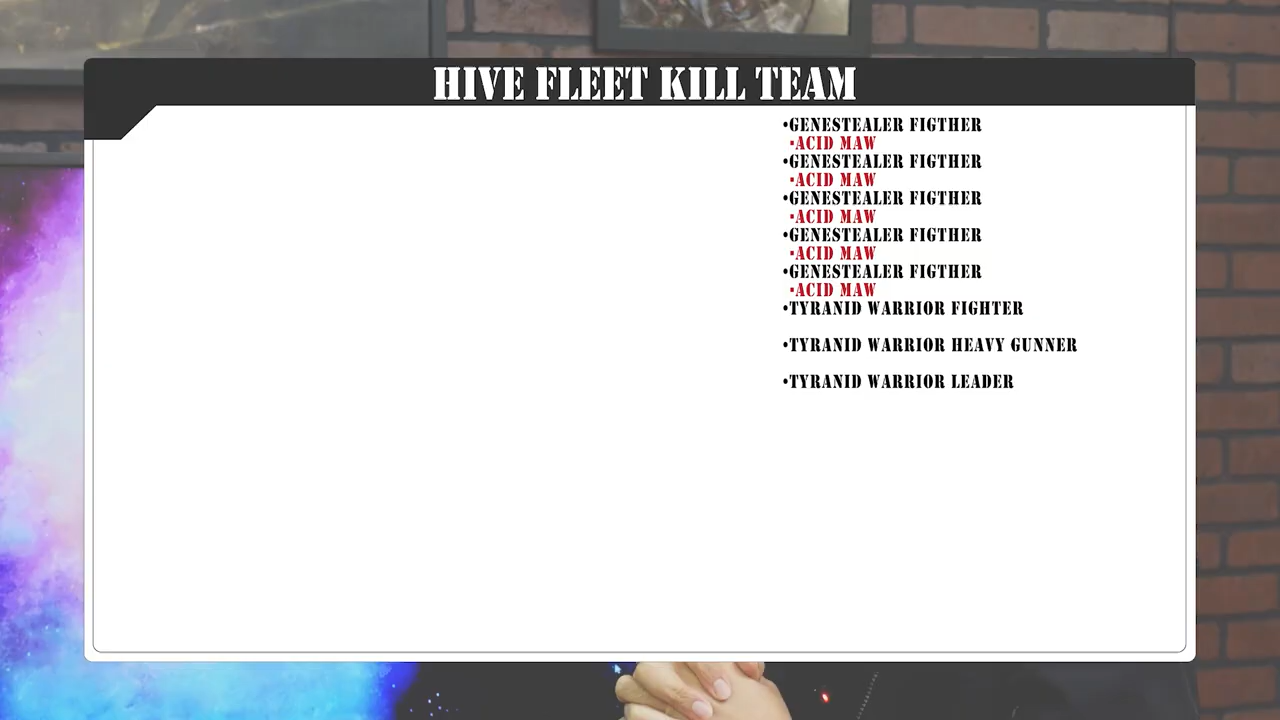 HIVE FLEET KILL TEAM
•GENESTEALER FIGTHER
▪ACID MAW
•GENESTEALER FIGTHER
▪ACID MAW
•GENESTEALER FIGTHER
▪ACID MAW
•GENESTEALER FIGTHER
▪ACID MAW
•GENESTEALER FIGTHER
▪ACID MAW
•TYRANID WARRIOR FIGHTER
•TYRANID WARRIOR HEAVY GUNNER
•TYRANID WARRIOR LEADER